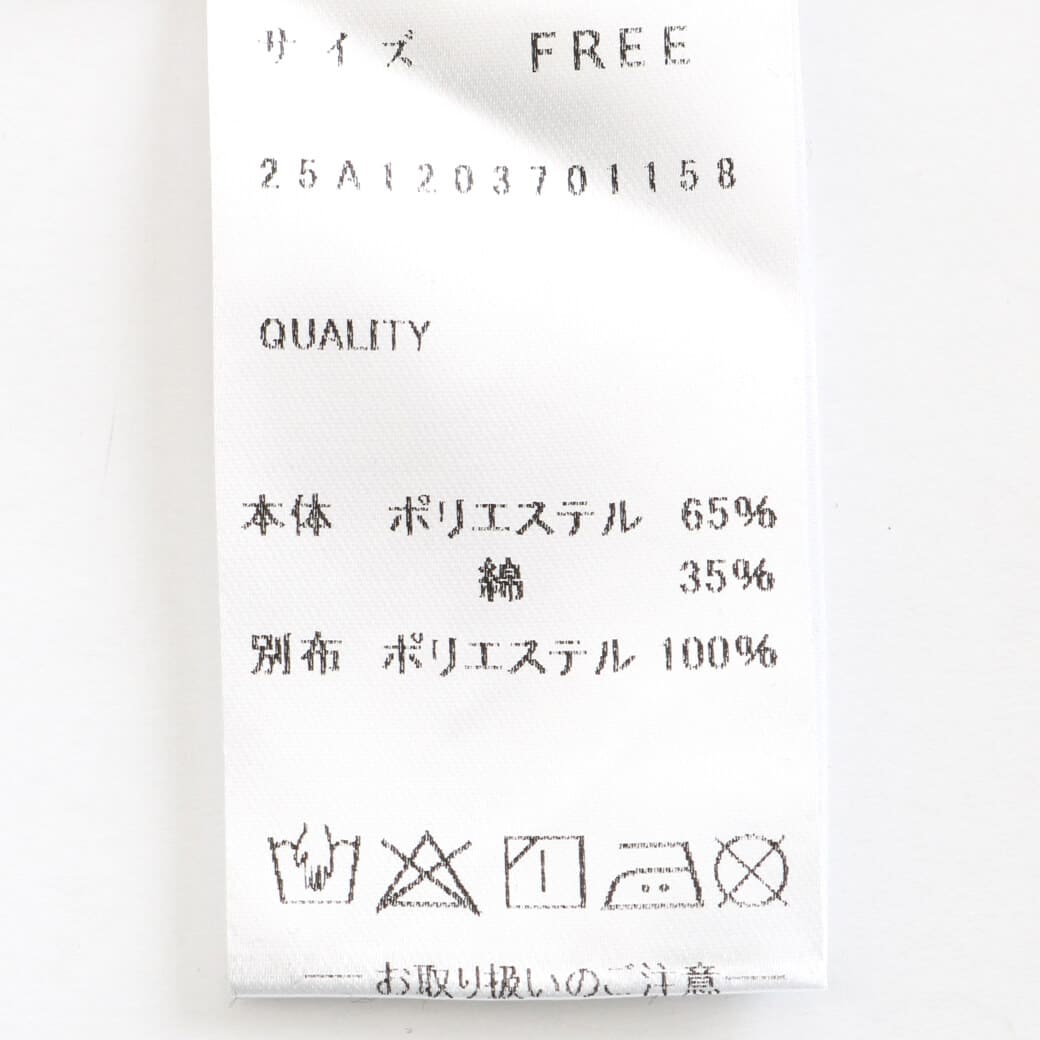 サイズ FREE
25A1203701158
QUALITY
本体 ポリエステル 65%
綿 35%
別布 ポリエステル 100%
お取り扱いのご注意